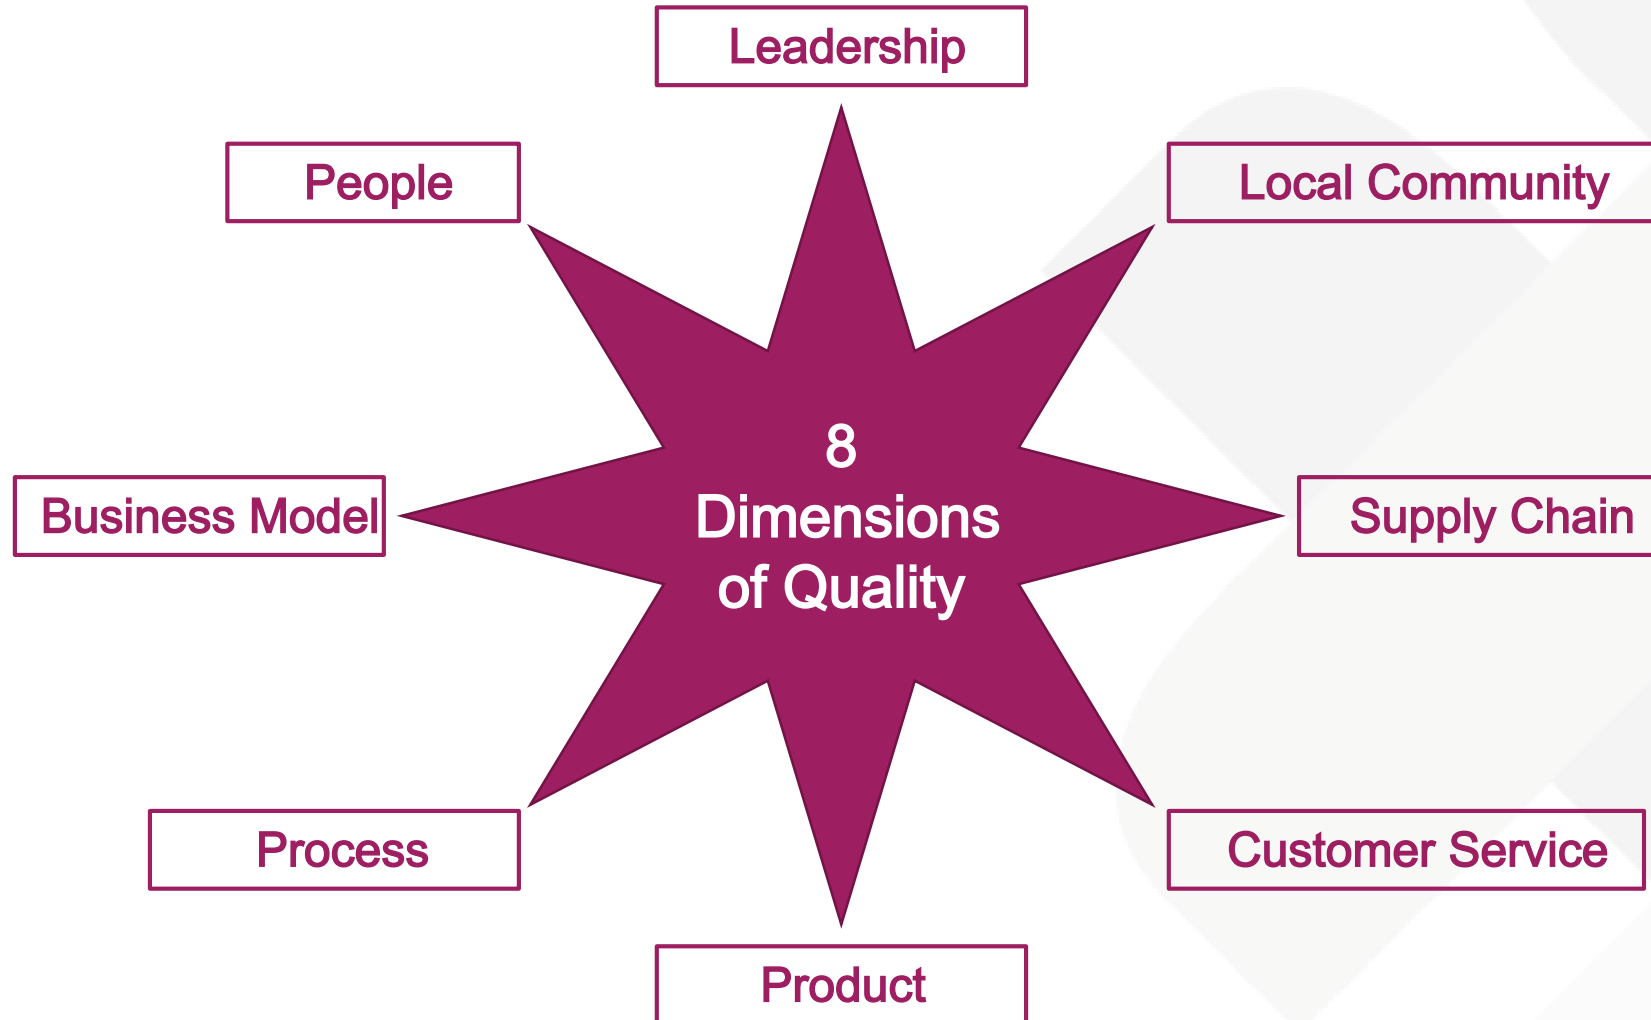 Leadership
People
Local Community
8
Dimensions
of Quality
Business Model
Supply Chain
Process
Customer Service
Product